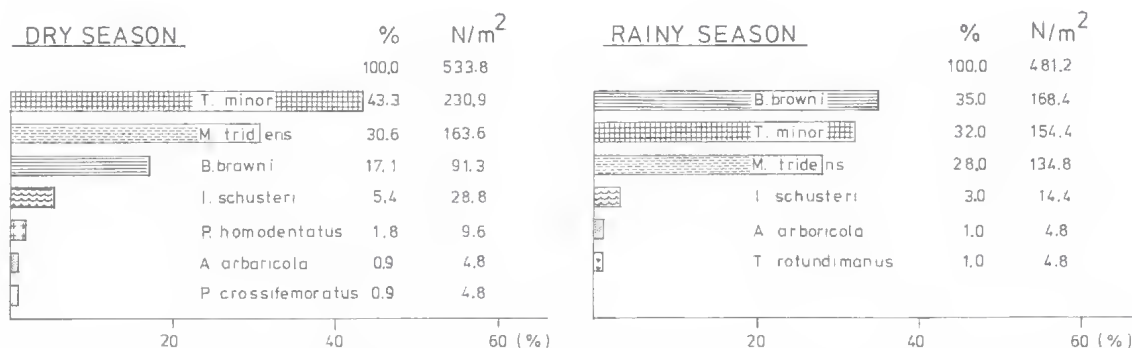 DRY SEASON % N/m²
100.0 533.8
T. minor 43.3 230.9
M. tridens 30.6 163.6
B. browni 17.1 91.3
I. schusteri 5.4 28.8
P. homodentatus 1.8 9.6
A arbaricola 0.9 4.8
P crossifemoratus 0.9 4.8
20 40 60 (%)
RAINY SEASON % N/m²
100.0 481.2
B. browni 35.0 168.4
T. minor 32.0 154.4
M. tridens 28.0 134.8
I schusteri 3.0 14.4
A arboricola 1.0 4.8
T rotundimanus 1.0 4.8
20 40 60 (%)